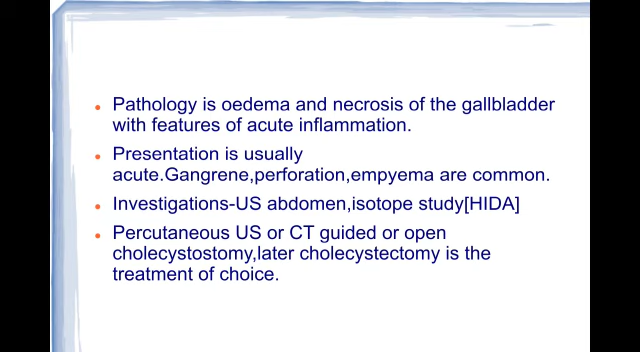 Pathology is oedema and necrosis of the gallbladder
with features of acute inflammation.
Presentation is usually
acute.Gangrene,perforation,empyema are common.
Investigations-US abdomen,isotope study[HIDA]
Percutaneous US or CT guided or open
cholecystostomy,later cholecystectomy is the
treatment of choice.